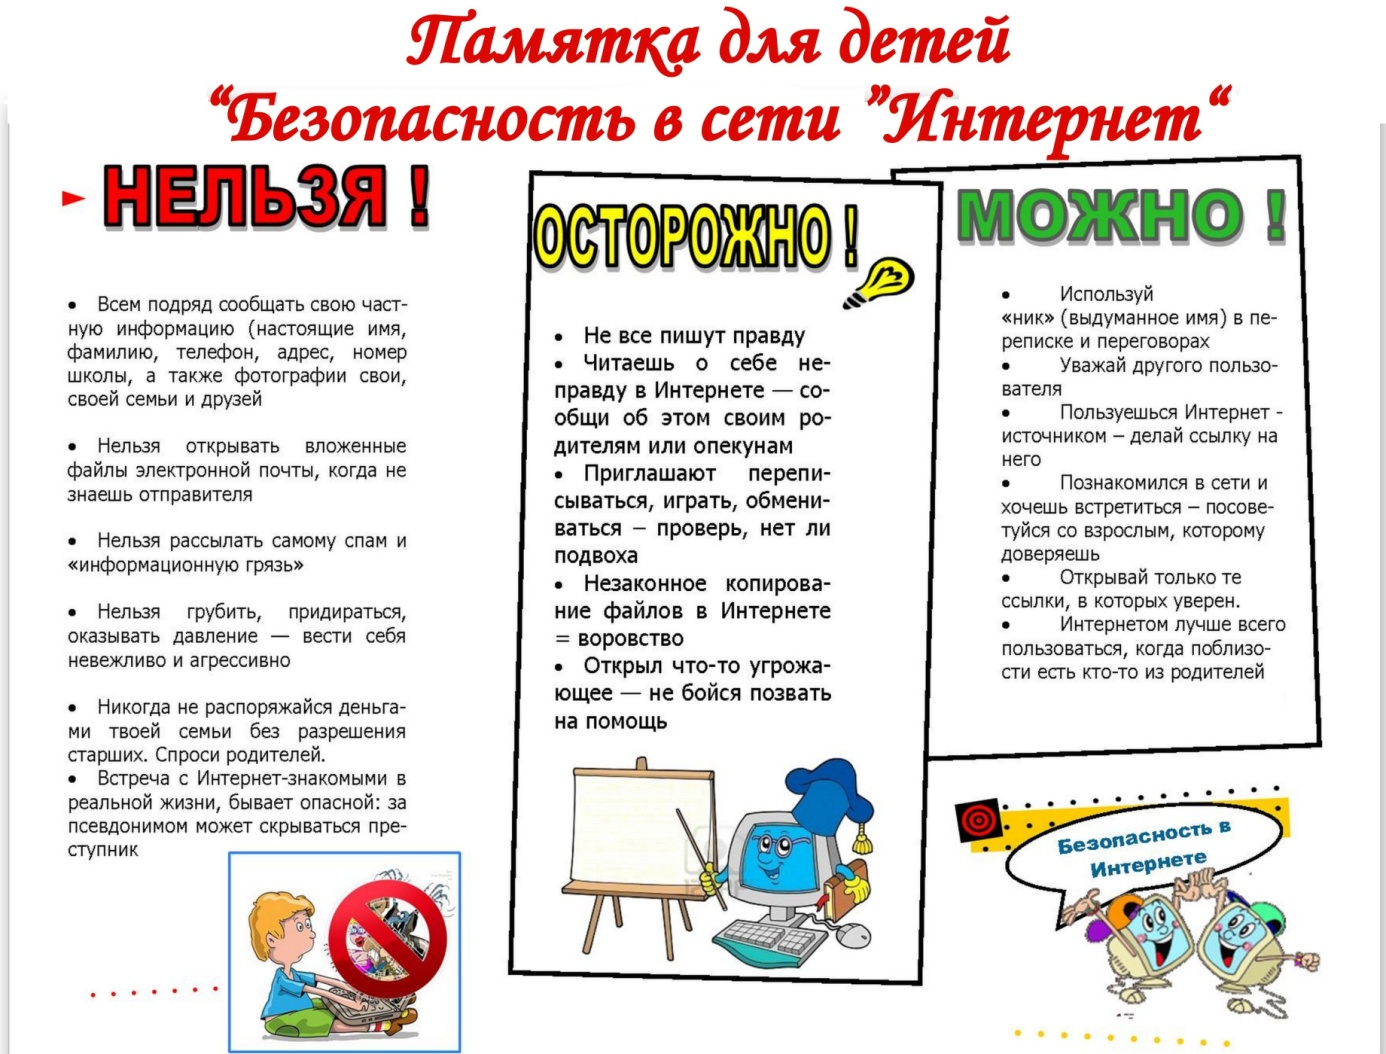 Памятка для детей
“Безопасность в сети ”Интернет“
НЕЛЬЗЯ !
• Всем подряд сообщать свою част-
ную информацию (настоящие имя,
фамилию, телефон, адрес, номер
школы, а также фотографии свои,
своей семьи и друзей
• Нельзя открывать вложенные
файлы электронной почты, когда не
знаешь отправителя
• Нельзя рассылать самому спам и
«информационную грязь»
• Нельзя грубить, придираться,
оказывать давление — вести себя
невежливо и агрессивно
• Никогда не распоряжайся деньга-
ми твоей семьи без разрешения
старших. Спроси родителей.
• Встреча с Интернет-знакомыми в
реальной жизни, бывает опасной: за
псевдонимом может скрываться пре-
ступник
ОСТОРОЖНО !
• Не все пишут правду
• Читаешь о себе не-
правду в Интернете — со-
общи об этом своим ро-
дителям или опекунам
• Приглашают перепи-
сываться, играть, обмени-
ваться – проверь, нет ли
подвоха
• Незаконное копирова-
ние файлов в Интернете
= воровство
• Открыл что-то угрожа-
ющее — не бойся позвать
на помощь
МОЖНО !
• Используй
«ник» (выдуманное имя) в пе-
реписке и переговорах
• Уважай другого пользо-
вателя
• Пользуешься Интернет -
источником – делай ссылку на
него
• Познакомился в сети и
хочешь встретиться – посове-
туйся со взрослым, которому
доверяешь
• Открывай только те
ссылки, в которых уверен.
• Интернетом лучше всего
пользоваться, когда поблизо-
сти есть кто-то из родителей
Безопасность в
Интернете